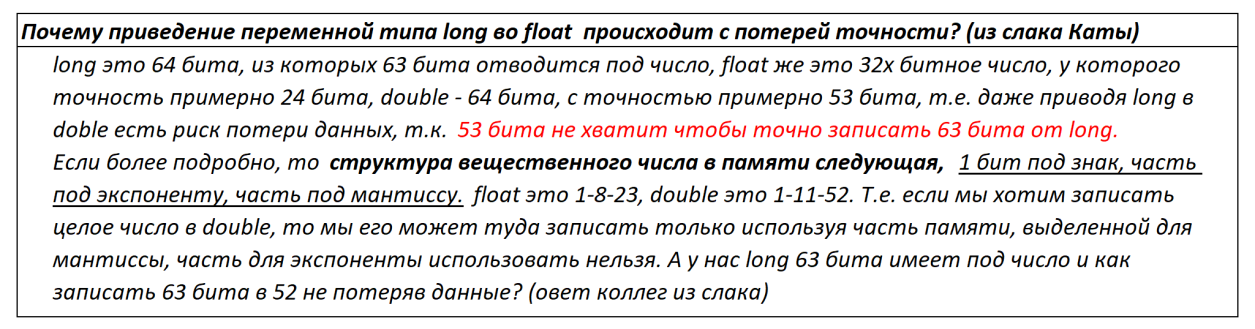 Почему приведение переменной типа long во float происходит с потерей точности? (из слака Каты)
long это 64 бита, из которых 63 бита отводится под число, float же это 32х битное число, у которого
точность примерно 24 бита, double - 64 бита, с точностью примерно 53 бита, т.е. даже приводя long в
doble есть риск потери данных, т.к. 53 бита не хватит чтобы точно записать 63 бита от long.
Если более подробно, то структура вещественного числа в памяти следующая, 1 бит под знак, часть
под экспоненту, часть под мантиссу. float это 1-8-23, double это 1-11-52. Т.е. если мы хотим записать
целое число в double, то мы его может туда записать только используя часть памяти, выделенной для
мантиссы, часть для экспоненты использовать нельзя. А у нас long 63 бита имеет под число и как
записать 63 бита в 52 не потеряв данные? (овет коллег из слака)